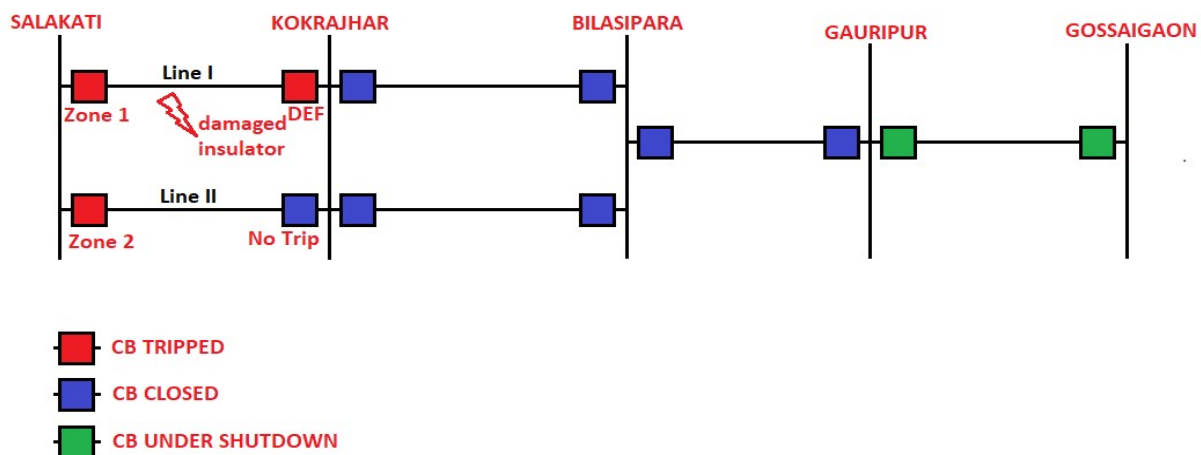 SALAKATI
KOKRAJHAR
BILASIPARA
GAURIPUR
GOSSAIGAON
Line I
Zone 1
DEF
damaged
insulator
Line II
Zone 2
No Trip
CB TRIPPED
CB CLOSED
CB UNDER SHUTDOWN